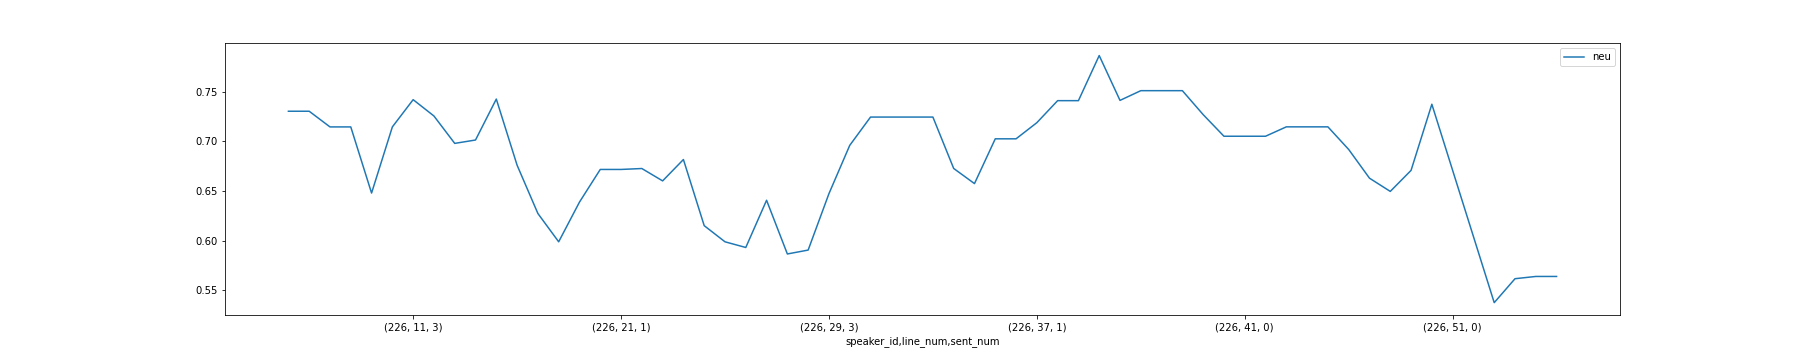 neu
0.75
0.70
0.65
0.60
0.55
(226, 11, 3) (226, 21, 1) (226, 29, 3) (226, 37, 1) (226, 41, 0) (226, 51, 0)
speaker_id,line_num,sent_num